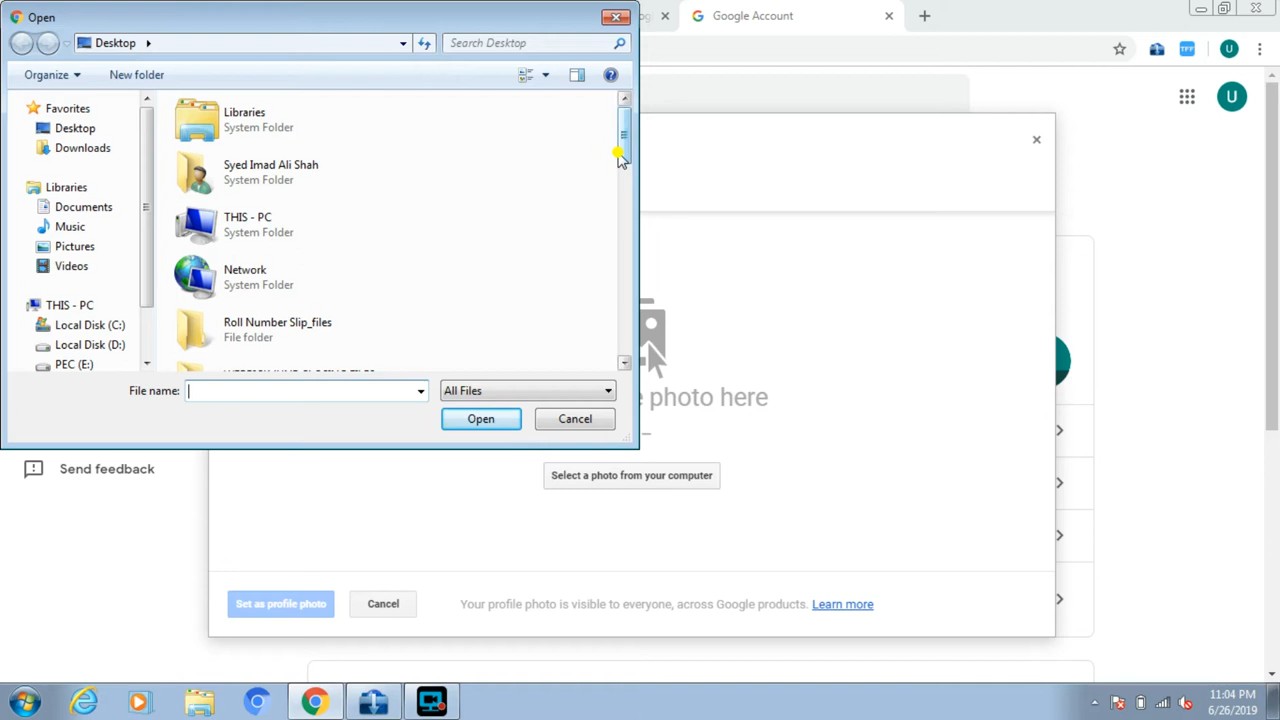 Open
og
Google Account
Desktop
Search Desktop
Organize
New folder
TFF
U
U
Favorites
Desktop
Downloads
Libraries
Documents
Music
Pictures
Videos
THIS - PC
Local Disk (C:)
Local Disk (D:)
PEC (E:)
Libraries
System Folder
Syed Imad Ali Shah
System Folder
THIS - PC
System Folder
Network
System Folder
Roll Number Slip_files
File folder
File name:
All Files
Open
Cancel
photo here
Select a photo from your computer
Send feedback
Set as profile photo
Cancel
Your profile photo is visible to everyone, across Google products. Learn more
11:04 PM
6/26/2019